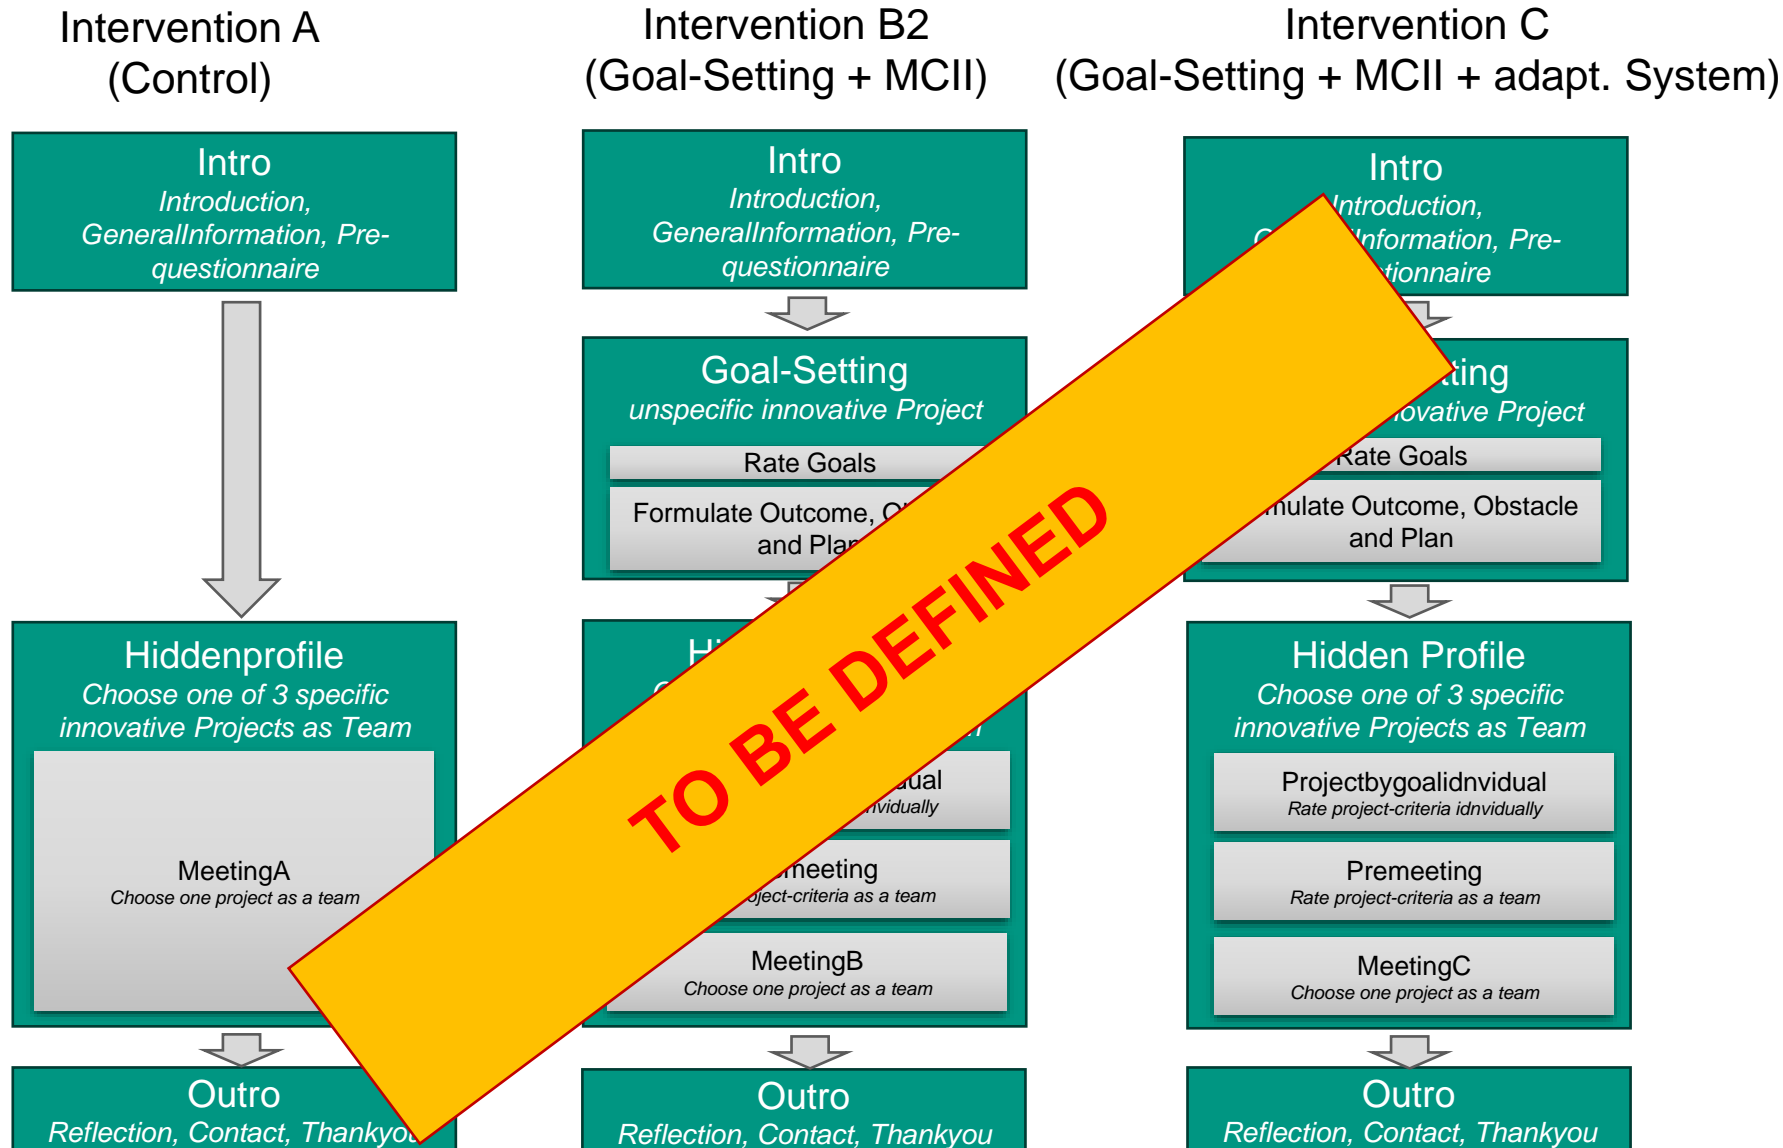 Intervention A
(Control)
Intervention B2
(Goal-Setting + MCII)
Intervention C
(Goal-Setting + MCII + adapt. System)
Intro
Introduction,
GeneralInformation, Pre-
questionnaire
Hiddenprofile
Choose one of 3 specific
innovative Projects as Team
MeetingA
Choose one project as a team
Outro
Reflection, Contact,
Intro
Introduction,
GeneralInformation, Pre-
questionnaire
Goal-Setting
unspecific innovative Project
Rate Goals
Formulate Outcome,
and
MeetingB
Choose one project as a team
Outro
Reflection, Contact, Thankyou
Intro
Introduction,
Pre-
Project
Rate Goals
Outcome, Obstacle
and Plan
Hidden Profile
Choose one of 3 specific
innovative Projects as Team
Projectbygoalidnvidual
Rate project-criteria idnvidually
Premeeting
Rate project-criteria as a team
MeetingC
Choose one project as a team
Outro
Reflection, Contact, Thankyou
TO BE DEFINED